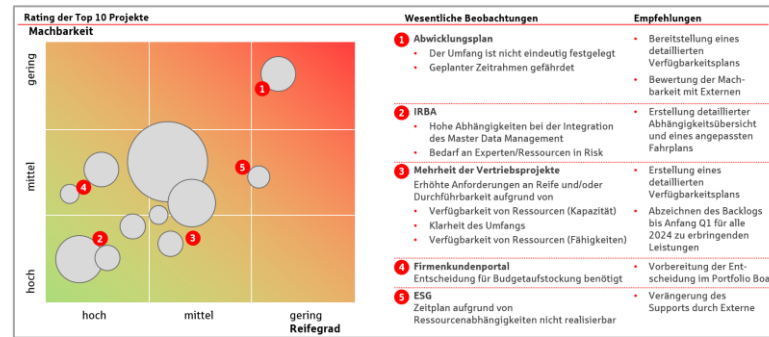 Rating der Top 10 Projekte
Machbarkeit
gering
mittel
hoch
1
5
4
2
3
hoch
mittel
gering
Reifegrad
Wesentliche Beobachtungen
Empfehlungen
1 Abwicklungsplan
• Der Umfang ist nicht eindeutig festgelegt
• Geplanter Zeitrahmen gefährdet
• Bereitstellung eines
detaillierten
Verfügbarkeitsplans
• Bewertung der Mach-
barkeit mit Externen
2 IRBA
• Hohe Abhängigkeiten bei der Integration
des Master Data Management
• Bedarf an Experten/Ressourcen in Risk
• Erstellung detaillierter
Abhängigkeitsübersicht
und eines angepassten
Fahrplans
3 Mehrheit der Vertriebsprojekte
Erhöhte Anforderungen an Reife und/oder
Durchführbarkeit aufgrund von
• Verfügbarkeit von Ressourcen (Kapazität)
• Klarheit des Umfangs
• Verfügbarkeit von Ressourcen (Fähigkeiten)
• Erstellung eines
detaillierten
Verfügbarkeitsplans
• Abzeichnen des Backlogs
bis Anfang Q1 für alle
2024 zu erbringenden
Leistungen
4 Firmenkundenportal
Entscheidung für Budgetaufstockung benötigt
• Vorbereitung der Ent-
scheidung im Portfolio Boa
5 ESG
Zeitplan aufgrund von
Ressourcenabhängigkeiten nicht realisierbar
• Verängerung des
Supports durch Externe